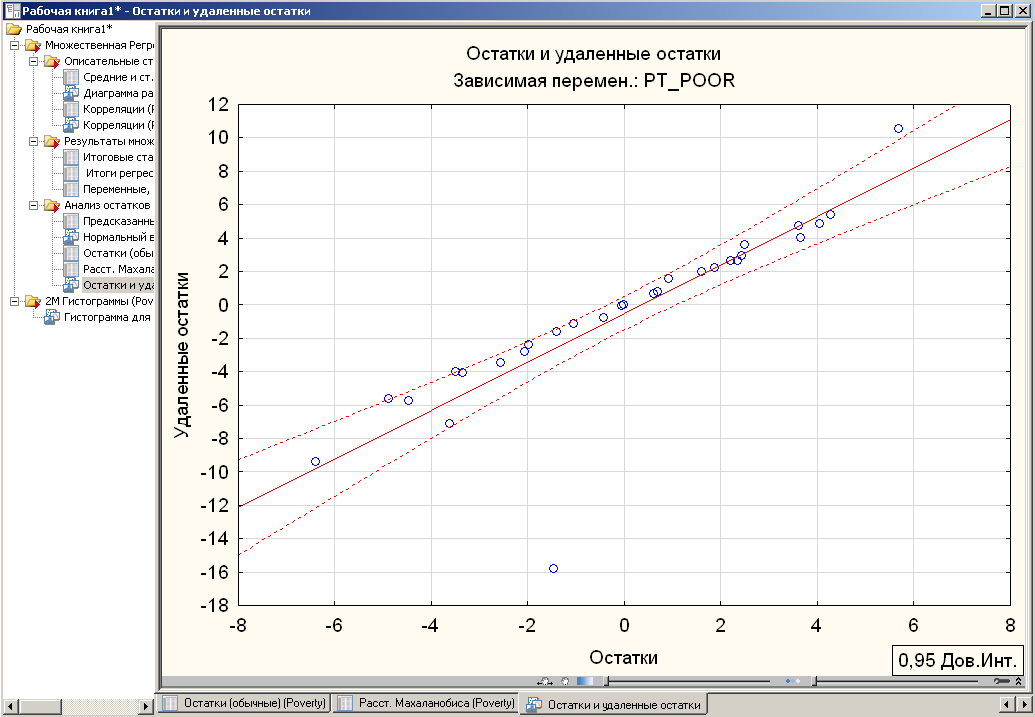 Рабочая книга1* - Остатки и удаленные остатки
Рабочая книга1*
Множественная Регр
Описательные ст
Средние и ст.
Диаграмма ра
Корреляции (F
Корреляции (F
Результаты множ
Итоговые ста
Итоги регрес
Переменные,
Анализ остатков
Предсказанн
Нормальный в
Остатки (обы
Расст. Махала
Остатки и уда
2М Гистограммы (Pov
Гистограмма для
Остатки и удаленные остатки
Зависимая перемен.: PT_POOR
Удаленные остатки
12
10
8
6
4
2
0
-2
-4
-6
-8
-10
-12
-14
-16
-18
-8 -6 -4 -2 0 2 4 6 8
Остатки
0,95 Дов.Инт.
Остатки (обычные) (Poverty) Расст. Махаланобиса (Poverty) Остатки и удаленные остатки